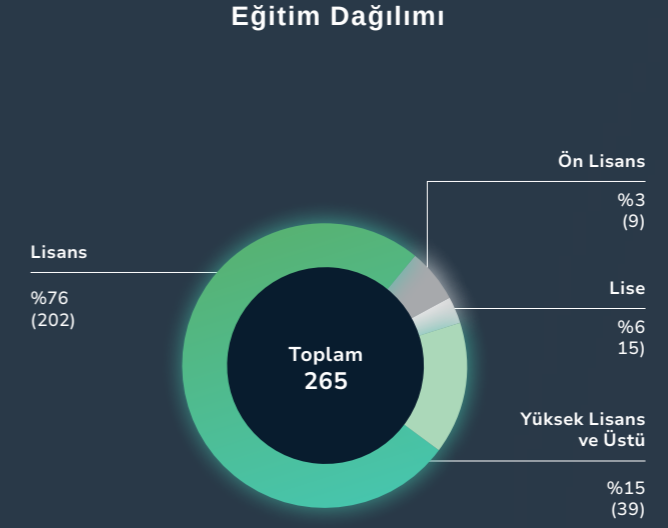 Eğitim Dağılımı
Ön Lisans
%3
(9)
Lisans
%76
(202)
Lise
%6
15)
Toplam
265
Yüksek Lisans
ve Üstü
%15
(39)